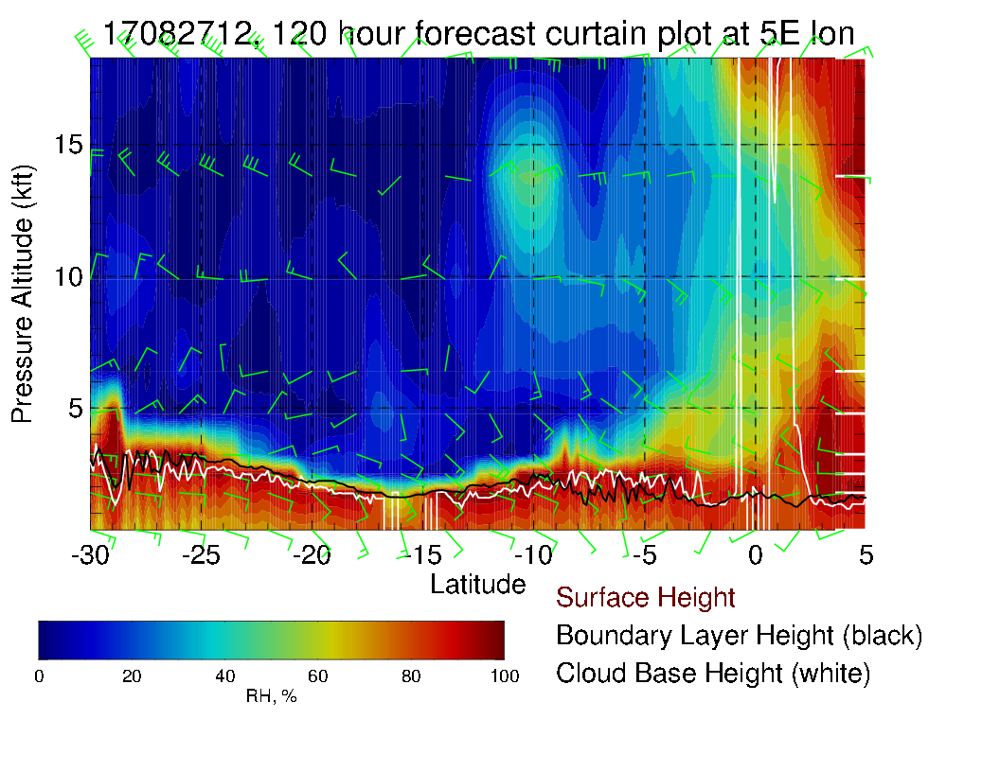 17082712, 120 hour forecast curtain plot at 5E lon
Pressure Altitude (kft)
15
10
5
-30 -25 -20 -15 -10 -5 0 5
Latitude
Surface Height
Boundary Layer Height (black)
Cloud Base Height (white)
0 20 40 60 80 100
RH, %